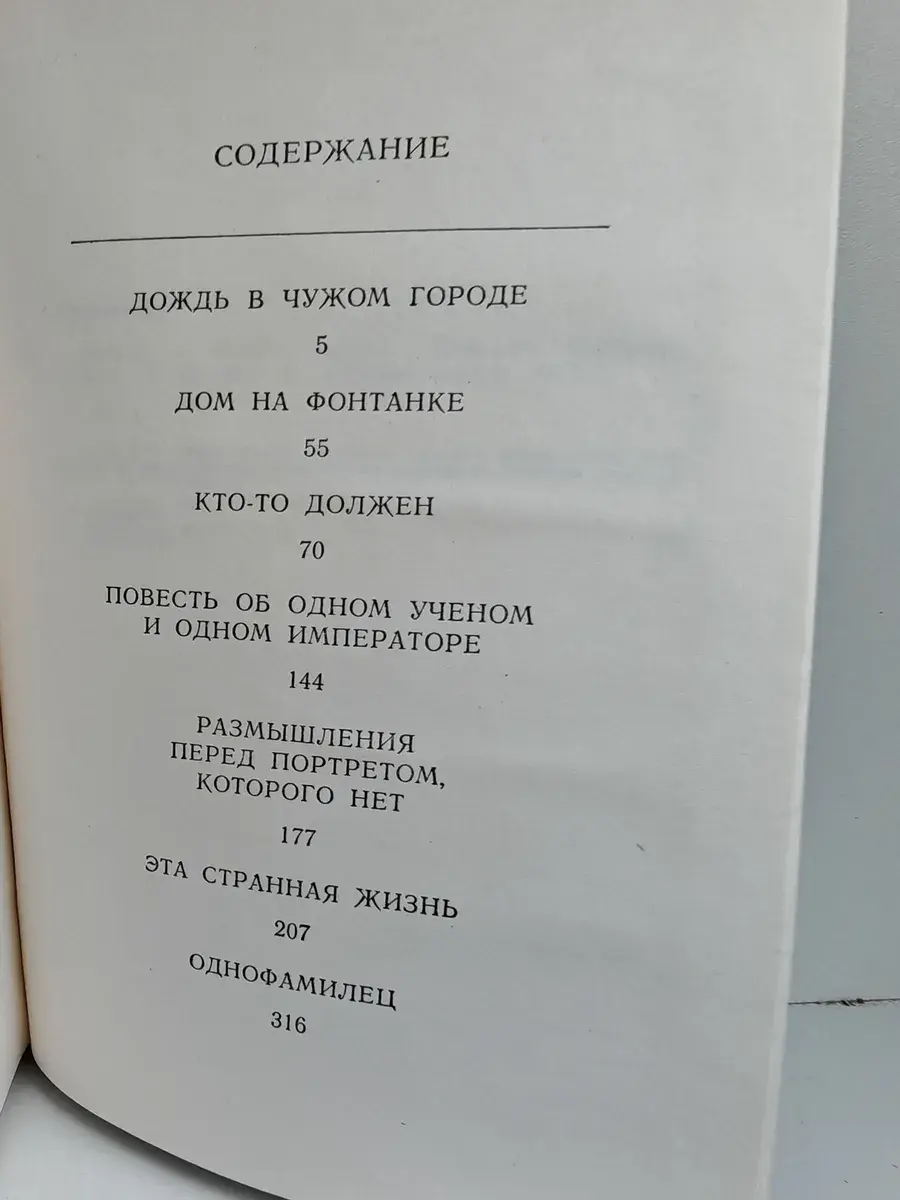 СОДЕРЖАНИЕ
ДОЖДЬ В ЧУЖОМ ГОРОДЕ
5
ДОМ НА ФОНТАНКЕ
55
КТО-ТО ДОЛЖЕН
70
ПОВЕСТЬ ОБ ОДНОМ УЧЕНОМ
И ОДНОМ ИМПЕРАТОРЕ
144
РАЗМЫШЛЕНИЯ
ПЕРЕД ПОРТРЕТОМ,
КОТОРОГО НЕТ
177
ЭТА СТРАННАЯ ЖИЗНЬ
207
ОДНОФАМИЛЕЦ
316